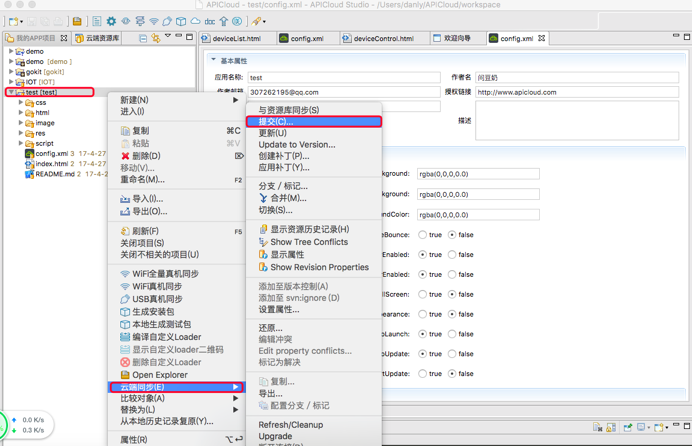 test/config.xml - APICloud Studio - /Users/danly/APICloud/workspace
我的APP项目
云端资源库
deviceList.html
config.xml
deviceControl.html
欢迎向导
config.xml
demo
demo [demo ]
gokit [gokit]
IOT [IOT]
test [test]
css
html
image
res
script
config.xml 3 17-4-27
index.html 2 17-4-27
README.md 2 17-4-
新建(N)
进入(I)
复制 ⌘C
粘贴 ⌘V
删除(D) ⌦
移动(V)...
重命名(M)... F2
导入(I)...
导出(O)...
刷新(F) F5
关闭项目(S)
关闭不相关的项目(U)
WiFi全量真机同步
WiFi真机同步
USB真机同步
生成安装包
本地生成测试包
编译自定义Loader
显示自定义loader二维码
删除自定义Loader
Open Explorer
云端同步(E)
比较对象(A)
替换为(L)
从本地历史记录复原(Y)...
属性(R) ⌥⏎
与资源库同步(S)
提交(C)...
更新(U)
Update to Version...
创建补丁(P)...
应用补丁(Y)...
分支 / 标记...
合并(M)...
切换(S)...
显示资源历史记录(H)
Show Tree Conflicts
显示属性
Show Revision Properties
添加至版本控制(A)
添加至 svn:ignore (D)
设置属性...
还原...
编辑冲突
Edit property conflicts...
标记为解决
复制...
导出...
配置分支 / 标记
Refresh/Cleanup
Upgrade
基本属性
应用名称: test
作者名 问豆奶
307262195@qq.com
授权链接 http://www.apicloud.com
描述
kground: rgba(0,0,0,0.0)
kground: rgba(0,0,0,0.0)
undColor: rgba(0,0,0,0.0)
eBounce: true false
Enabled: true false
Enabled: true false
llScreen: true false
pearance: true false
oLaunch: true false
oUpdate: true false
rtUpdate: true false
0.0 K/s
0.3 K/s